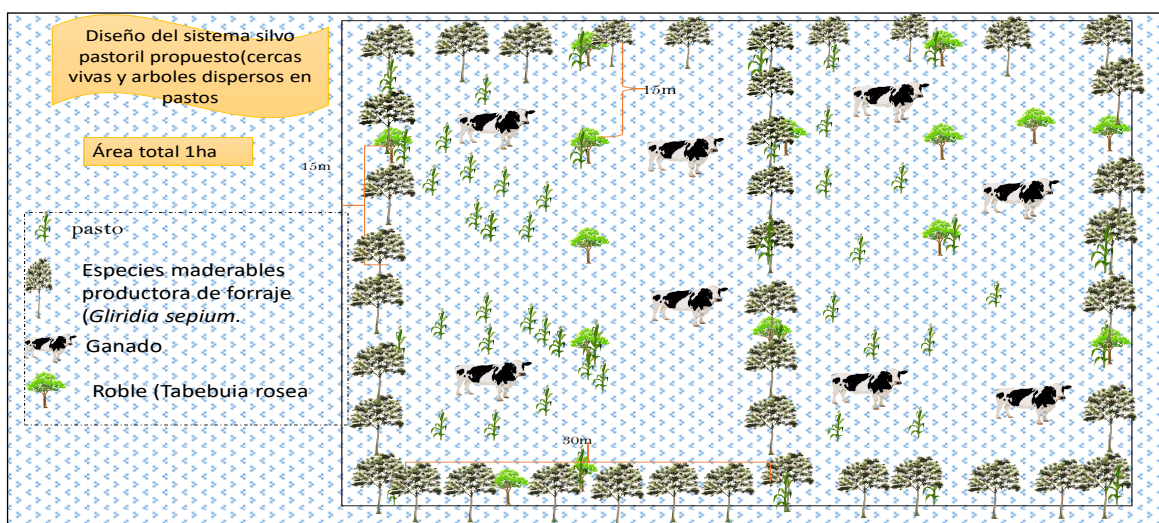 Diseño del sistema silvo
pastoril propuesto(cercas
vivas y arboles dispersos en
pastos
Área total 1ha
15m
15m
pasto
Especies maderables
productora de forraje
(Gliridia sepium.
Ganado
Roble (Tabebuia rosea
30m